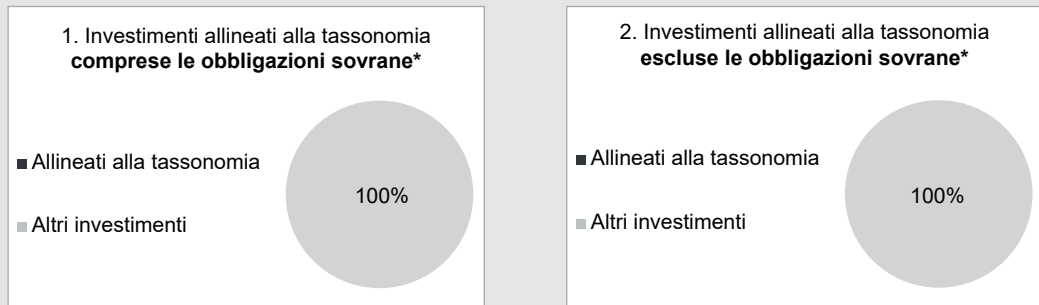 1. Investimenti allineati alla tassonomia
comprese le obbligazioni sovrane*
Allineati alla tassonomia
Altri investimenti
100%
2. Investimenti allineati alla tassonomia
escluse le obbligazioni sovrane*
Allineati alla tassonomia
Altri investimenti
100%